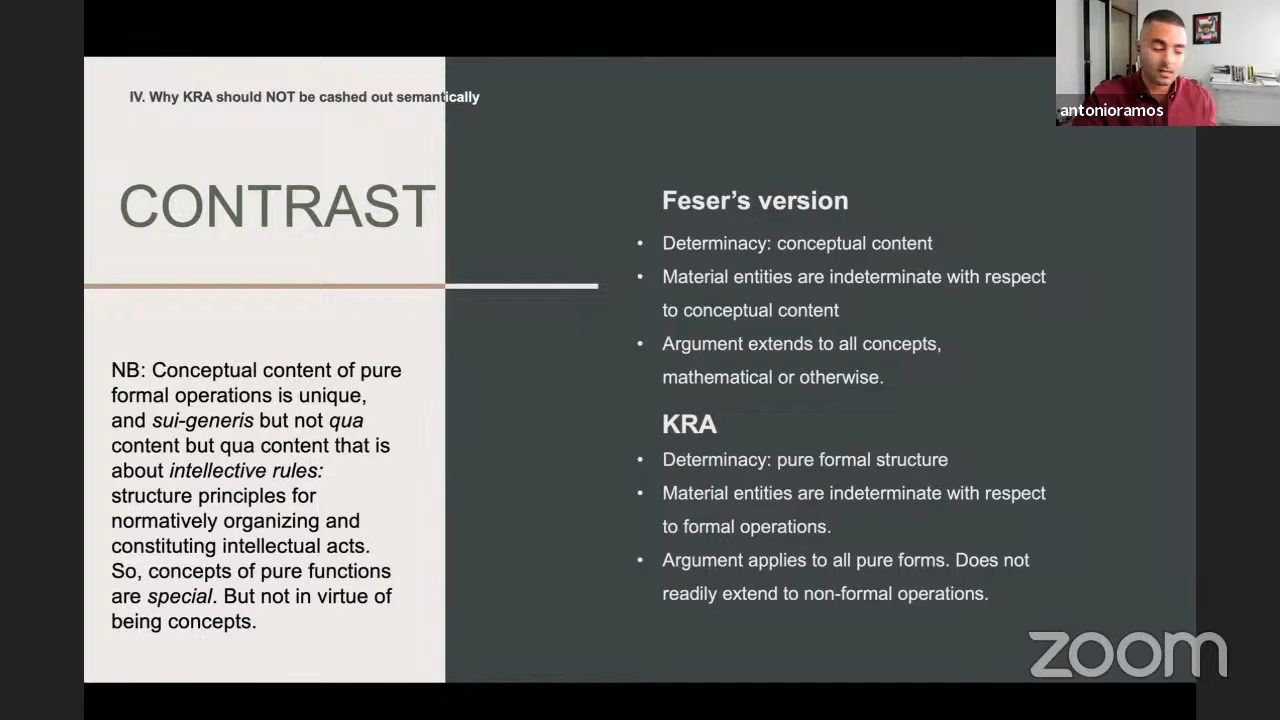 IV. Why KRA should NOT be cashed out semantically
antonioramos
CONTRAST
NB: Conceptual content of pure
formal operations is unique,
and sui-generis but not qua
content but qua content that is
about intellective rules:
structure principles for
normatively organizing and
constituting intellectual acts.
So, concepts of pure functions
are special. But not in virtue of
being concepts.
Feser's version
• Determinacy: conceptual content
• Material entities are indeterminate with respect
to conceptual content
• Argument extends to all concepts,
mathematical or otherwise.
KRA
• Determinacy: pure formal structure
• Material entities are indeterminate with respect
to formal operations.
• Argument applies to all pure forms. Does not
readily extend to non-formal operations.
zoom